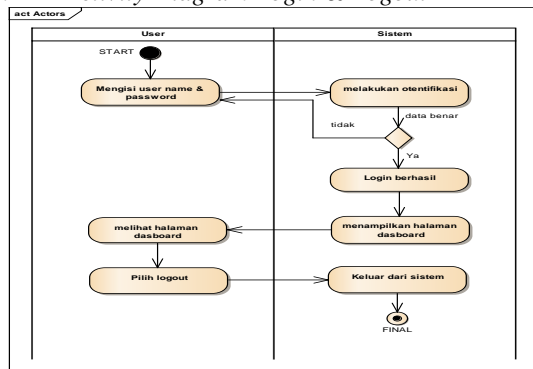 act Actors
User
Sistem
START
Mengisi user name &
password
melakukan otentifikasi
tidak
data benar
Ya
Login berhasil
melihat halaman
dasboard
menampilkan halaman
dasboard
Pilih logout
Keluar dari sistem
FINAL